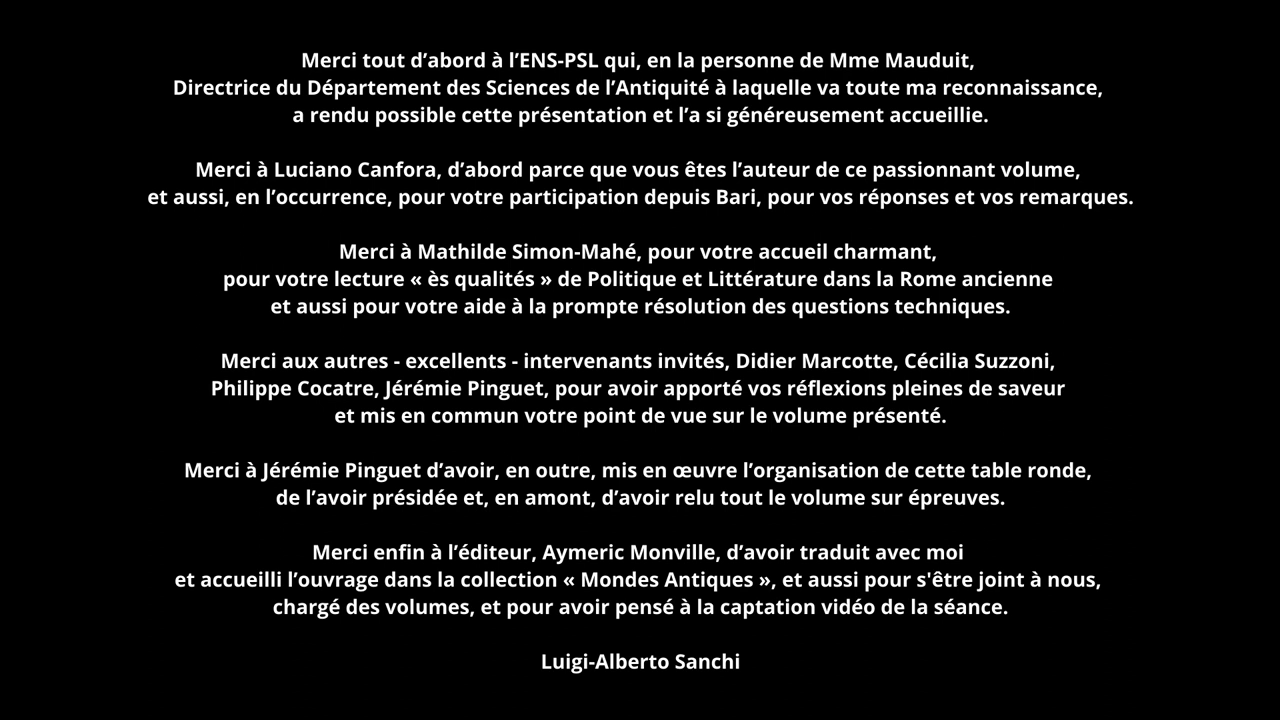 Merci tout d’abord à l’ENS-PSL qui, en la personne de Mme Mauduit,
Directrice du Département des Sciences de l’Antiquité à laquelle va toute ma reconnaissance,
a rendu possible cette présentation et l’a si généreusement accueillie.
Merci à Luciano Canfora, d’abord parce que vous êtes l’auteur de ce passionnant volume,
et aussi, en l’occurrence, pour votre participation depuis Bari, pour vos réponses et vos remarques.
Merci à Mathilde Simon-Mahé, pour votre accueil charmant,
pour votre lecture « ès qualités » de Politique et Littérature dans la Rome ancienne
et aussi pour votre aide à la prompte résolution des questions techniques.
Merci aux autres - excellents - intervenants invités, Didier Marcotte, Cécilia Suzzoni,
Philippe Cocatre, Jérémie Pinguet, pour avoir apporté vos réflexions pleines de saveur
et mis en commun votre point de vue sur le volume présenté.
Merci à Jérémie Pinguet d’avoir, en outre, mis en œuvre l’organisation de cette table ronde,
de l’avoir présidée et, en amont, d’avoir relu tout le volume sur épreuves.
Merci enfin à l’éditeur, Aymeric Monville, d’avoir traduit avec moi
et accueilli l’ouvrage dans la collection « Mondes Antiques », et aussi pour s'être joint à nous,
chargé des volumes, et pour avoir pensé à la captation vidéo de la séance.
Luigi-Alberto Sanchi